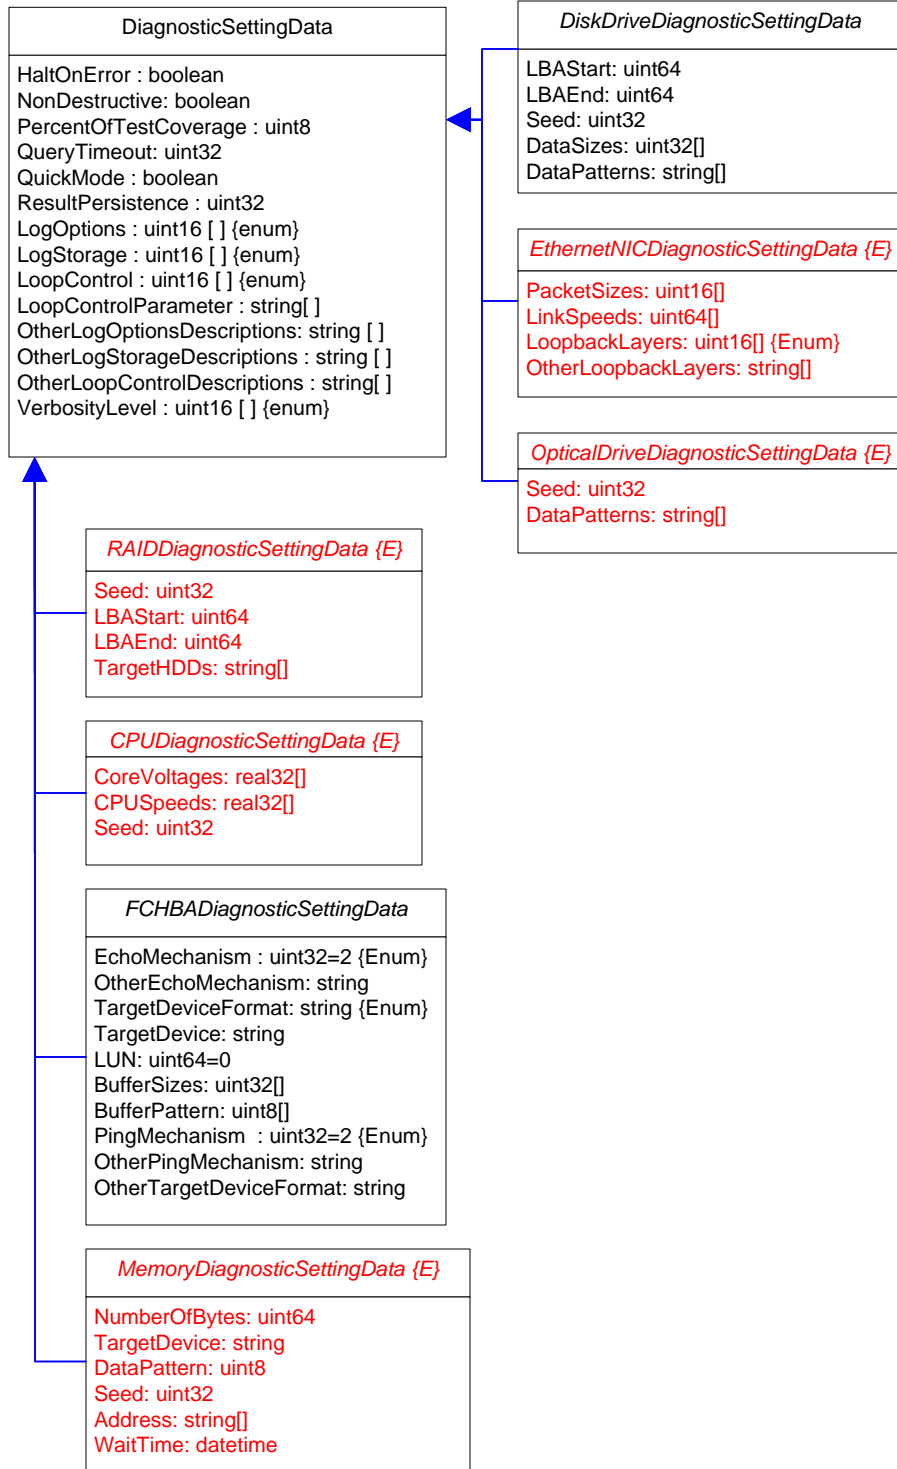 DiagnosticSettingData
HaltOnError : boolean
NonDestructive: boolean
PercentOfTestCoverage : uint8
QueryTimeout: uint32
QuickMode : boolean
ResultPersistence : uint32
LogOptions : uint16 [ ] {enum}
LogStorage : uint16 [ ] {enum}
LoopControl : uint16 [ ] {enum}
LoopControlParameter : string[ ]
OtherLogOptionsDescriptions: string [ ]
OtherLogStorageDescriptions : string [ ]
OtherLoopControlDescriptions : string[ ]
VerbosityLevel : uint16 [ ] {enum}
DiskDriveDiagnosticSettingData
LBAStart: uint64
LBAEnd: uint64
Seed: uint32
DataSizes: uint32[]
DataPatterns: string[]
EthernetNICDiagnosticSettingData {E}
PacketSizes: uint16[]
LinkSpeeds: uint64[]
LoopbackLayers: uint16[] {Enum}
OtherLoopbackLayers: string[]
OpticalDriveDiagnosticSettingData {E}
Seed: uint32
DataPatterns: string[]
RAIDDiagnosticSettingData {E}
Seed: uint32
LBAStart: uint64
LBAEnd: uint64
TargetHDDs: string[]
CPUDiagnosticSettingData {E}
CoreVoltages: real32[]
CPUSpeeds: real32[]
Seed: uint32
FCHBADiagnosticSettingData
EchoMechanism : uint32=2 {Enum}
OtherEchoMechanism: string
TargetDeviceFormat: string {Enum}
TargetDevice: string
LUN: uint64=0
BufferSizes: uint32[]
BufferPattern: uint8[]
PingMechanism : uint32=2 {Enum}
OtherPingMechanism: string
OtherTargetDeviceFormat: string
MemoryDiagnosticSettingData {E}
NumberOfBytes: uint64
TargetDevice: string
DataPattern: uint8
Seed: uint32
Address: string[]
WaitTime: datetime